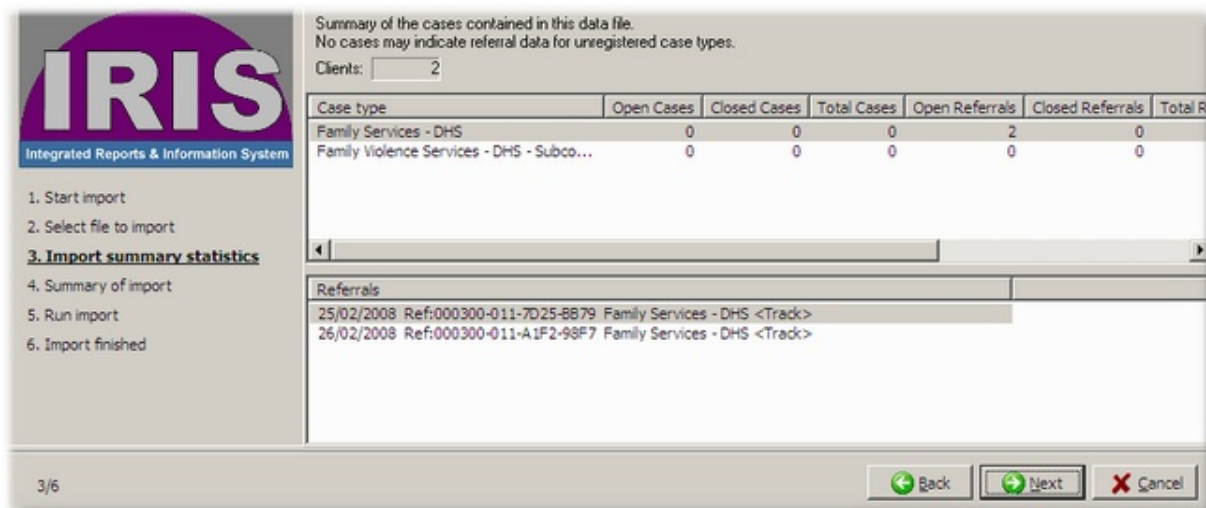 IRIS
Integrated Reports & Information System
1. Start import
2. Select file to import
3. Import summary statistics
4. Summary of import
5. Run import
6. Import finished
Summary of the cases contained in this data file.
No cases may indicate referral data for unregistered case types.
Clients: 2
Case type Open Cases Closed Cases Total Cases Open Referrals Closed Referrals Total R
Family Services - DHS 0 0 0 2 0
Family Violence Services - DHS - Subco... 0 0 0 0 0
Referrals
25/02/2008 Ref:000300-011-7D25-BB79 Family Services - DHS <Track>
26/02/2008 Ref:000300-011-A1F2-98F7 Family Services - DHS <Track>
3/6
Back Next Cancel